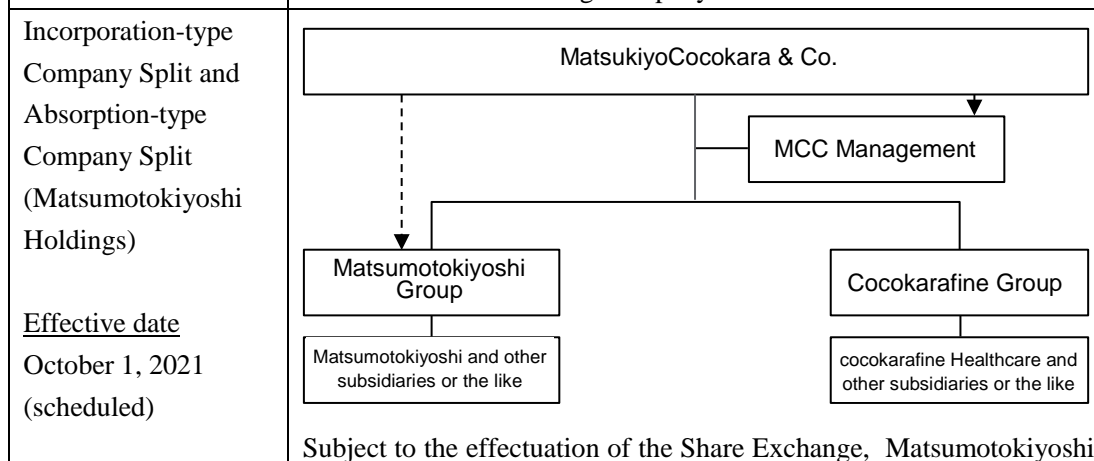 Incorporation-type
Company Split and
Absorption-type
Company Split
(Matsumotokiyoshi
Holdings)
Effective date
October 1, 2021
(scheduled)
MatsukiyoCocokara & Co.
MCC Management
Matsumotokiyoshi
Group
Cocokarafine Group
Matsumotokiyoshi and other
subsidiaries or the like
cocokarafine Healthcare and
other subsidiaries or the like
Subject to the effectuation of the Share Exchange, Matsumotokiyoshi